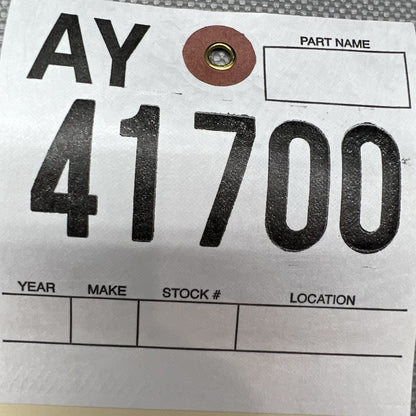 AY
PART NAME
41700
YEAR MAKE STOCK # LOCATION